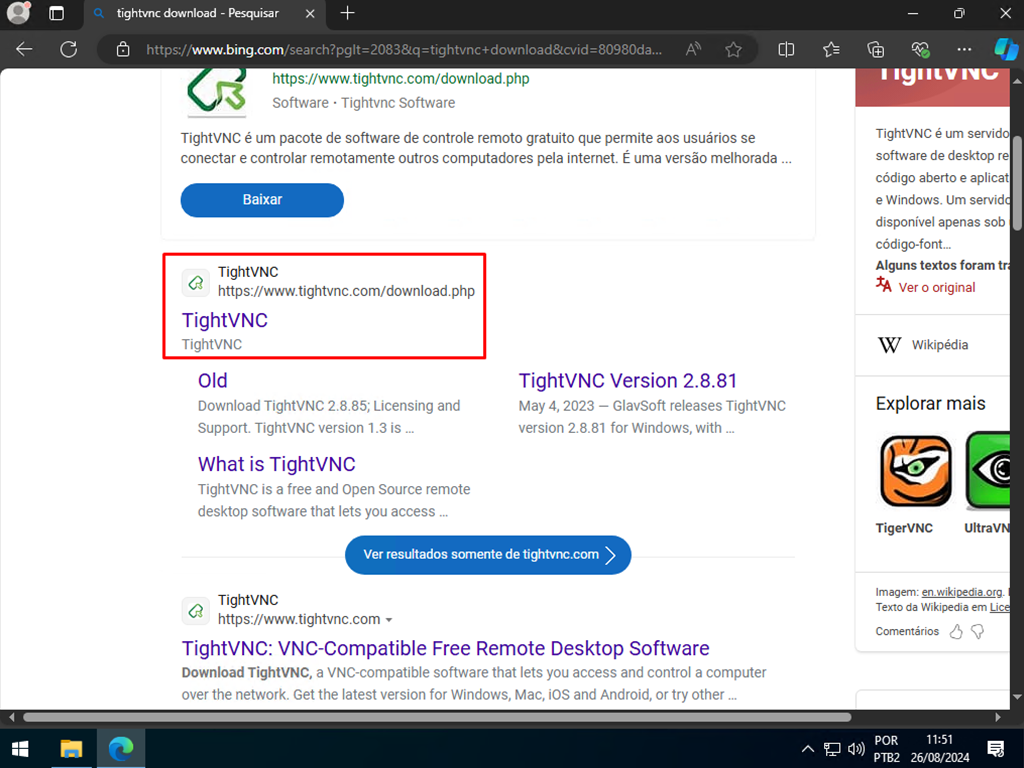 tightvnc download - Pesquisar
https://www.bing.com/search?pglt=2083&q=tightvnc+download&cvid=80980da...
https://www.tightvnc.com/download.php
Software · Tightvnc Software
TightVNC é um pacote de software de controle remoto gratuito que permite aos usuários se
conectar e controlar remotamente outros computadores pela internet. É uma versão melhorada ...
Baixar
TightVNC
https://www.tightvnc.com/download.php
TightVNC
TightVNC
Old
Download TightVNC 2.8.85; Licensing and
Support. TightVNC version 1.3 is ...
TightVNC Version 2.8.81
May 4, 2023 — GlavSoft releases TightVNC
version 2.8.81 for Windows, with ...
What is TightVNC
TightVNC is a free and Open Source remote
desktop software that lets you access ...
Ver resultados somente de tightvnc.com
TightVNC
https://www.tightvnc.com
TightVNC: VNC-Compatible Free Remote Desktop Software
Download TightVNC, a VNC-compatible software that lets you access and control a computer
over the network. Get the latest version for Windows, Mac, iOS and Android, or try other ...
TightVNC
TightVNC é um servido
software de desktop re
código aberto e aplicat
e Windows. Um servido
disponível apenas sob
código-font...
Alguns textos foram tra
Ver o original
W Wikipédia
Explorar mais
TigerVNC
UltraVN
Imagem: en.wikipedia.org.
Texto da Wikipedia em Lice
Comentários
POR
PTB2
11:51
26/08/2024